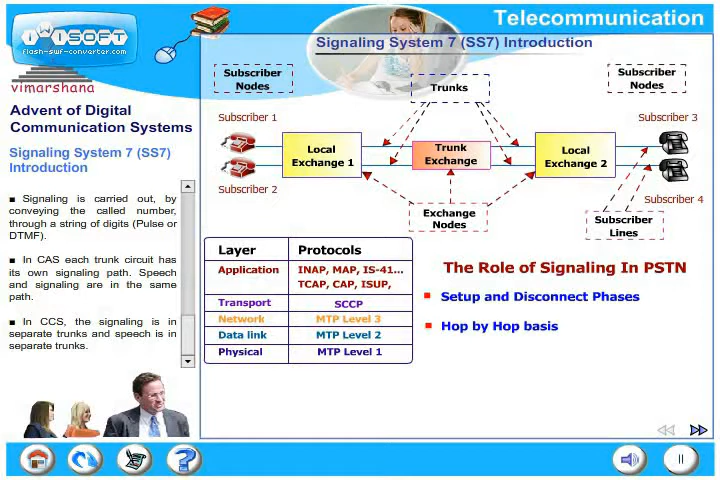 iWiSOFT
flash-swf-converter.com
vimarshana
Telecommunication
Signaling System 7 (SS7) Introduction
Advent of Digital
Communication Systems
Signaling System 7 (SS7)
Introduction
■ Signaling is carried out, by
conveying the called number,
through a string of digits (Pulse or
DTMF).
■ In CAS each trunk circuit has
its own signaling path. Speech
and signaling are in the same
path.
■ In CCS, the signaling is in
separate trunks and speech is in
separate trunks.
Subscriber
Nodes
Trunks
Subscriber
Nodes
Subscriber 1
Subscriber 3
Local
Exchange 1
Trunk
Exchange
Local
Exchange 2
Subscriber 2
Subscriber 4
Exchange
Nodes
Subscriber
Lines
Layer Protocols
Application INAP, MAP, IS-41...
TCAP, CAP, ISUP,
Transport SCCP
Network MTP Level 3
Data link MTP Level 2
Physical MTP Level 1
The Role of Signaling In PSTN
Setup and Disconnect Phases
Hop by Hop basis